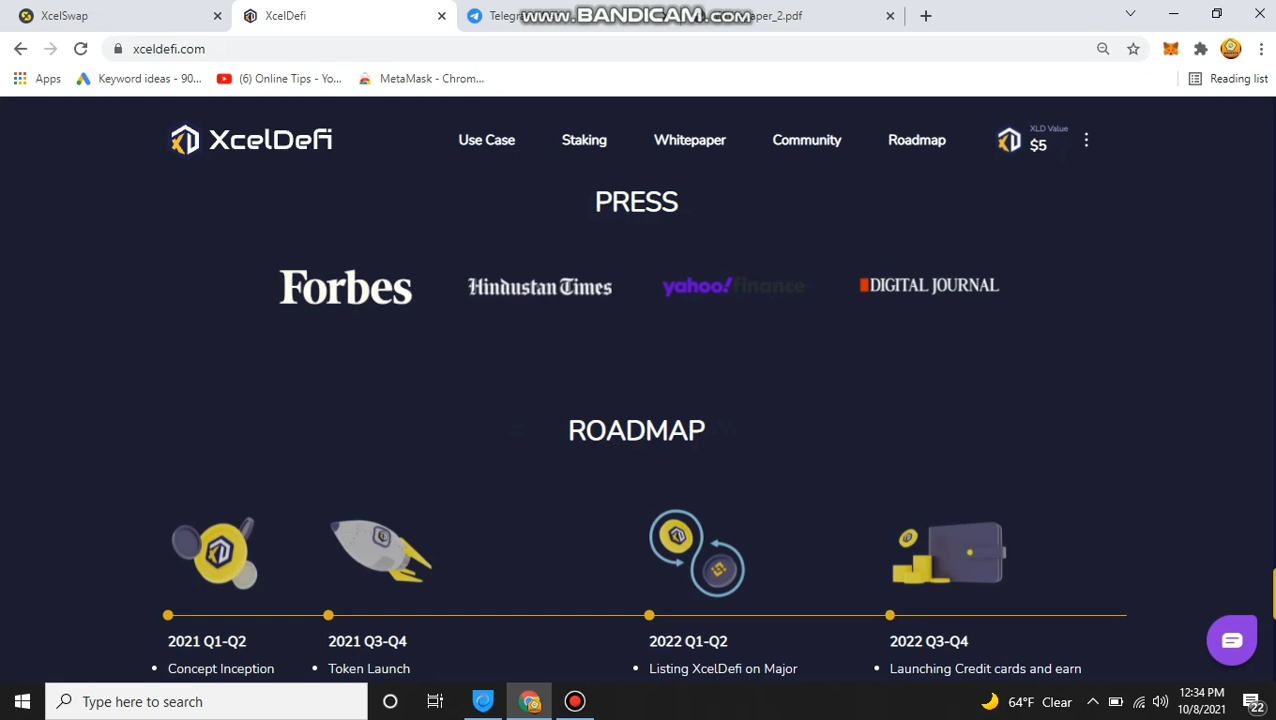 XcelSwap
XcelDefi
Telegra
www.BANDICAM.com
aper_2.pdf
xceldefi.com
Apps
Keyword ideas - 90...
(6) Online Tips - Yo...
MetaMask - Chrom...
Reading list
XcelDefi
Use Case
Staking
Whitepaper
Community
Roadmap
XLD Value
$5
PRESS
Forbes
Hindustan Times
yahoo!finance
DIGITAL JOURNAL
ROADMAP
2021 Q1-Q2
2021 Q3-Q4
2022 Q1-Q2
2022 Q3-Q4
Concept Inception
Token Launch
Listing XcelDefi on Major
Launching Credit cards and earn
Type here to search
64°F Clear
12:34 PM
10/8/2021
22